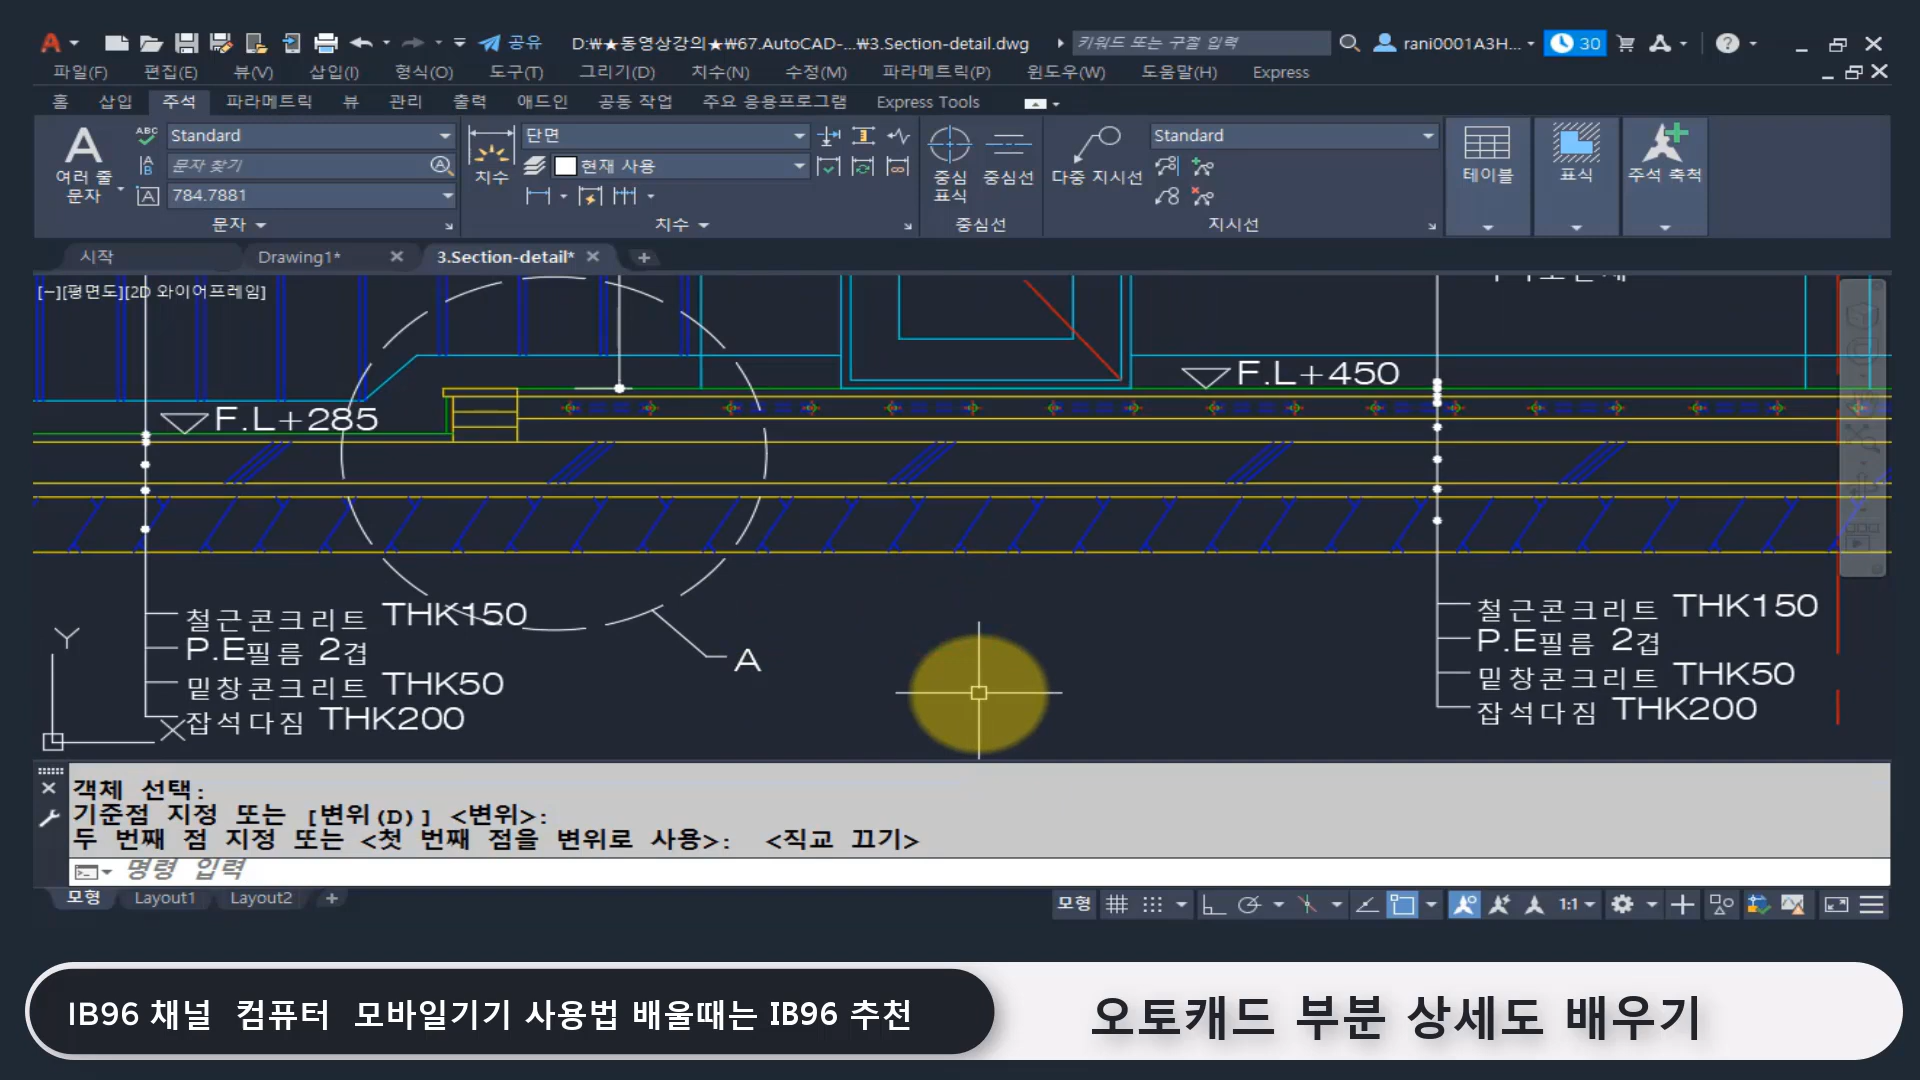 공유
D:₩★동영상강의★₩67.AutoCAD-...₩3.Section-detail.dwg
키워드 또는 구절 입력
rani0001A3H...
30
파일(F) 편집(E) 뷰(V) 삽입(I) 형식(O) 도구(T) 그리기(D) 치수(N) 수정(M) 파라메트릭(P) 윈도우(W) 도움말(H) Express
홈 삽입 주석 파라메트릭 뷰 관리 출력 애드인 공동 작업 주요 응용프로그램 Express Tools
여러 줄
문자
ABC
Standard
문자 찾기
784.7881
문자
치수
단면
현재 사용
치수
중심
표식
중심선
중심선
다중 지시선
Standard
지시선
테이블
표식
주석 축척
시작
Drawing1*
3.Section-detail*
[−][평면도][2D 와이어프레임]
F.L+450
F.L+285
철근콘크리트 THK150
P.E필름 2겹
밑창콘크리트 THK50
잡석다짐 THK200
A
Y
X
철근콘크리트 THK150
P.E필름 2겹
밑창콘크리트 THK50
잡석다짐 THK200
객체 선택:
기준점 지정 또는 [변위(D)] <변위>:
두 번째 점 지정 또는 <첫 번째 점을 변위로 사용>: <직교 끄기>
명령 입력
모형 Layout1 Layout2
모형
1:1
IB96 채널 컴퓨터 모바일기기 사용법 배울때는 IB96 추천
오토캐드 부분 상세도 배우기